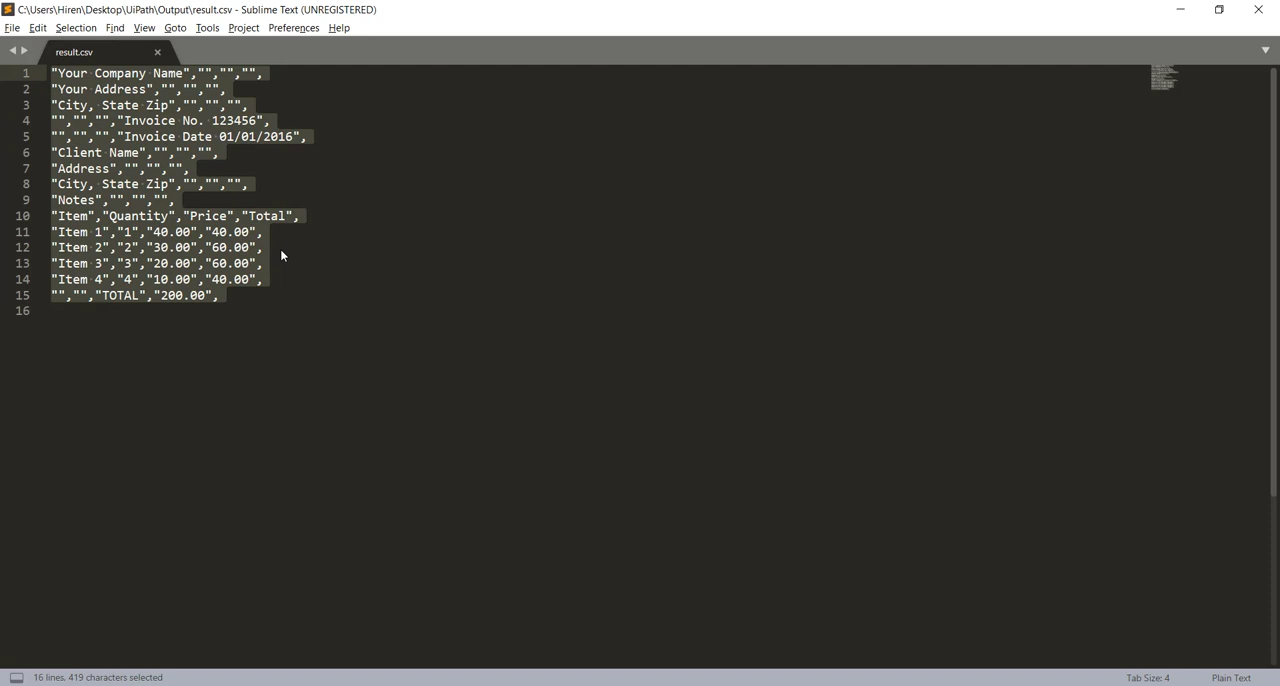 C:\Users\Hiren\Desktop\UiPath\Output\result.csv - Sublime Text (UNREGISTERED)
File Edit Selection Find View Goto Tools Project Preferences Help
result.csv
1 "Your Company Name","","","",
2 "Your Address","","","",
3 "City, State Zip","","","",
4 "","","","Invoice No. 123456",
5 "","","","Invoice Date 01/01/2016",
6 "Client Name","","","",
7 "Address","","","",
8 "City, State Zip","","","",
9 "Notes","","","",
10 "Item","Quantity","Price","Total",
11 "Item 1","1","40.00","40.00",
12 "Item 2","2","30.00","60.00",
13 "Item 3","3","20.00","60.00",
14 "Item 4","4","10.00","40.00",
15 "","","TOTAL","200.00",
16
16 lines, 419 characters selected Tab Size: 4 Plain Text